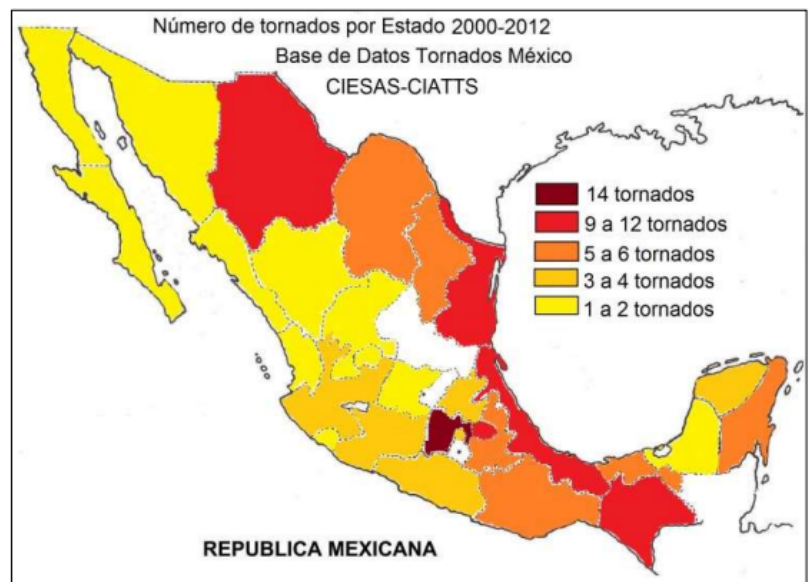 Número de tornados por Estado 2000-2012
Base de Datos Tornados México
CIESAS-CIATTS
14 tornados
9 a 12 tornados
5 a 6 tornados
3 a 4 tornados
1 a 2 tornados
REPUBLICA MEXICANA